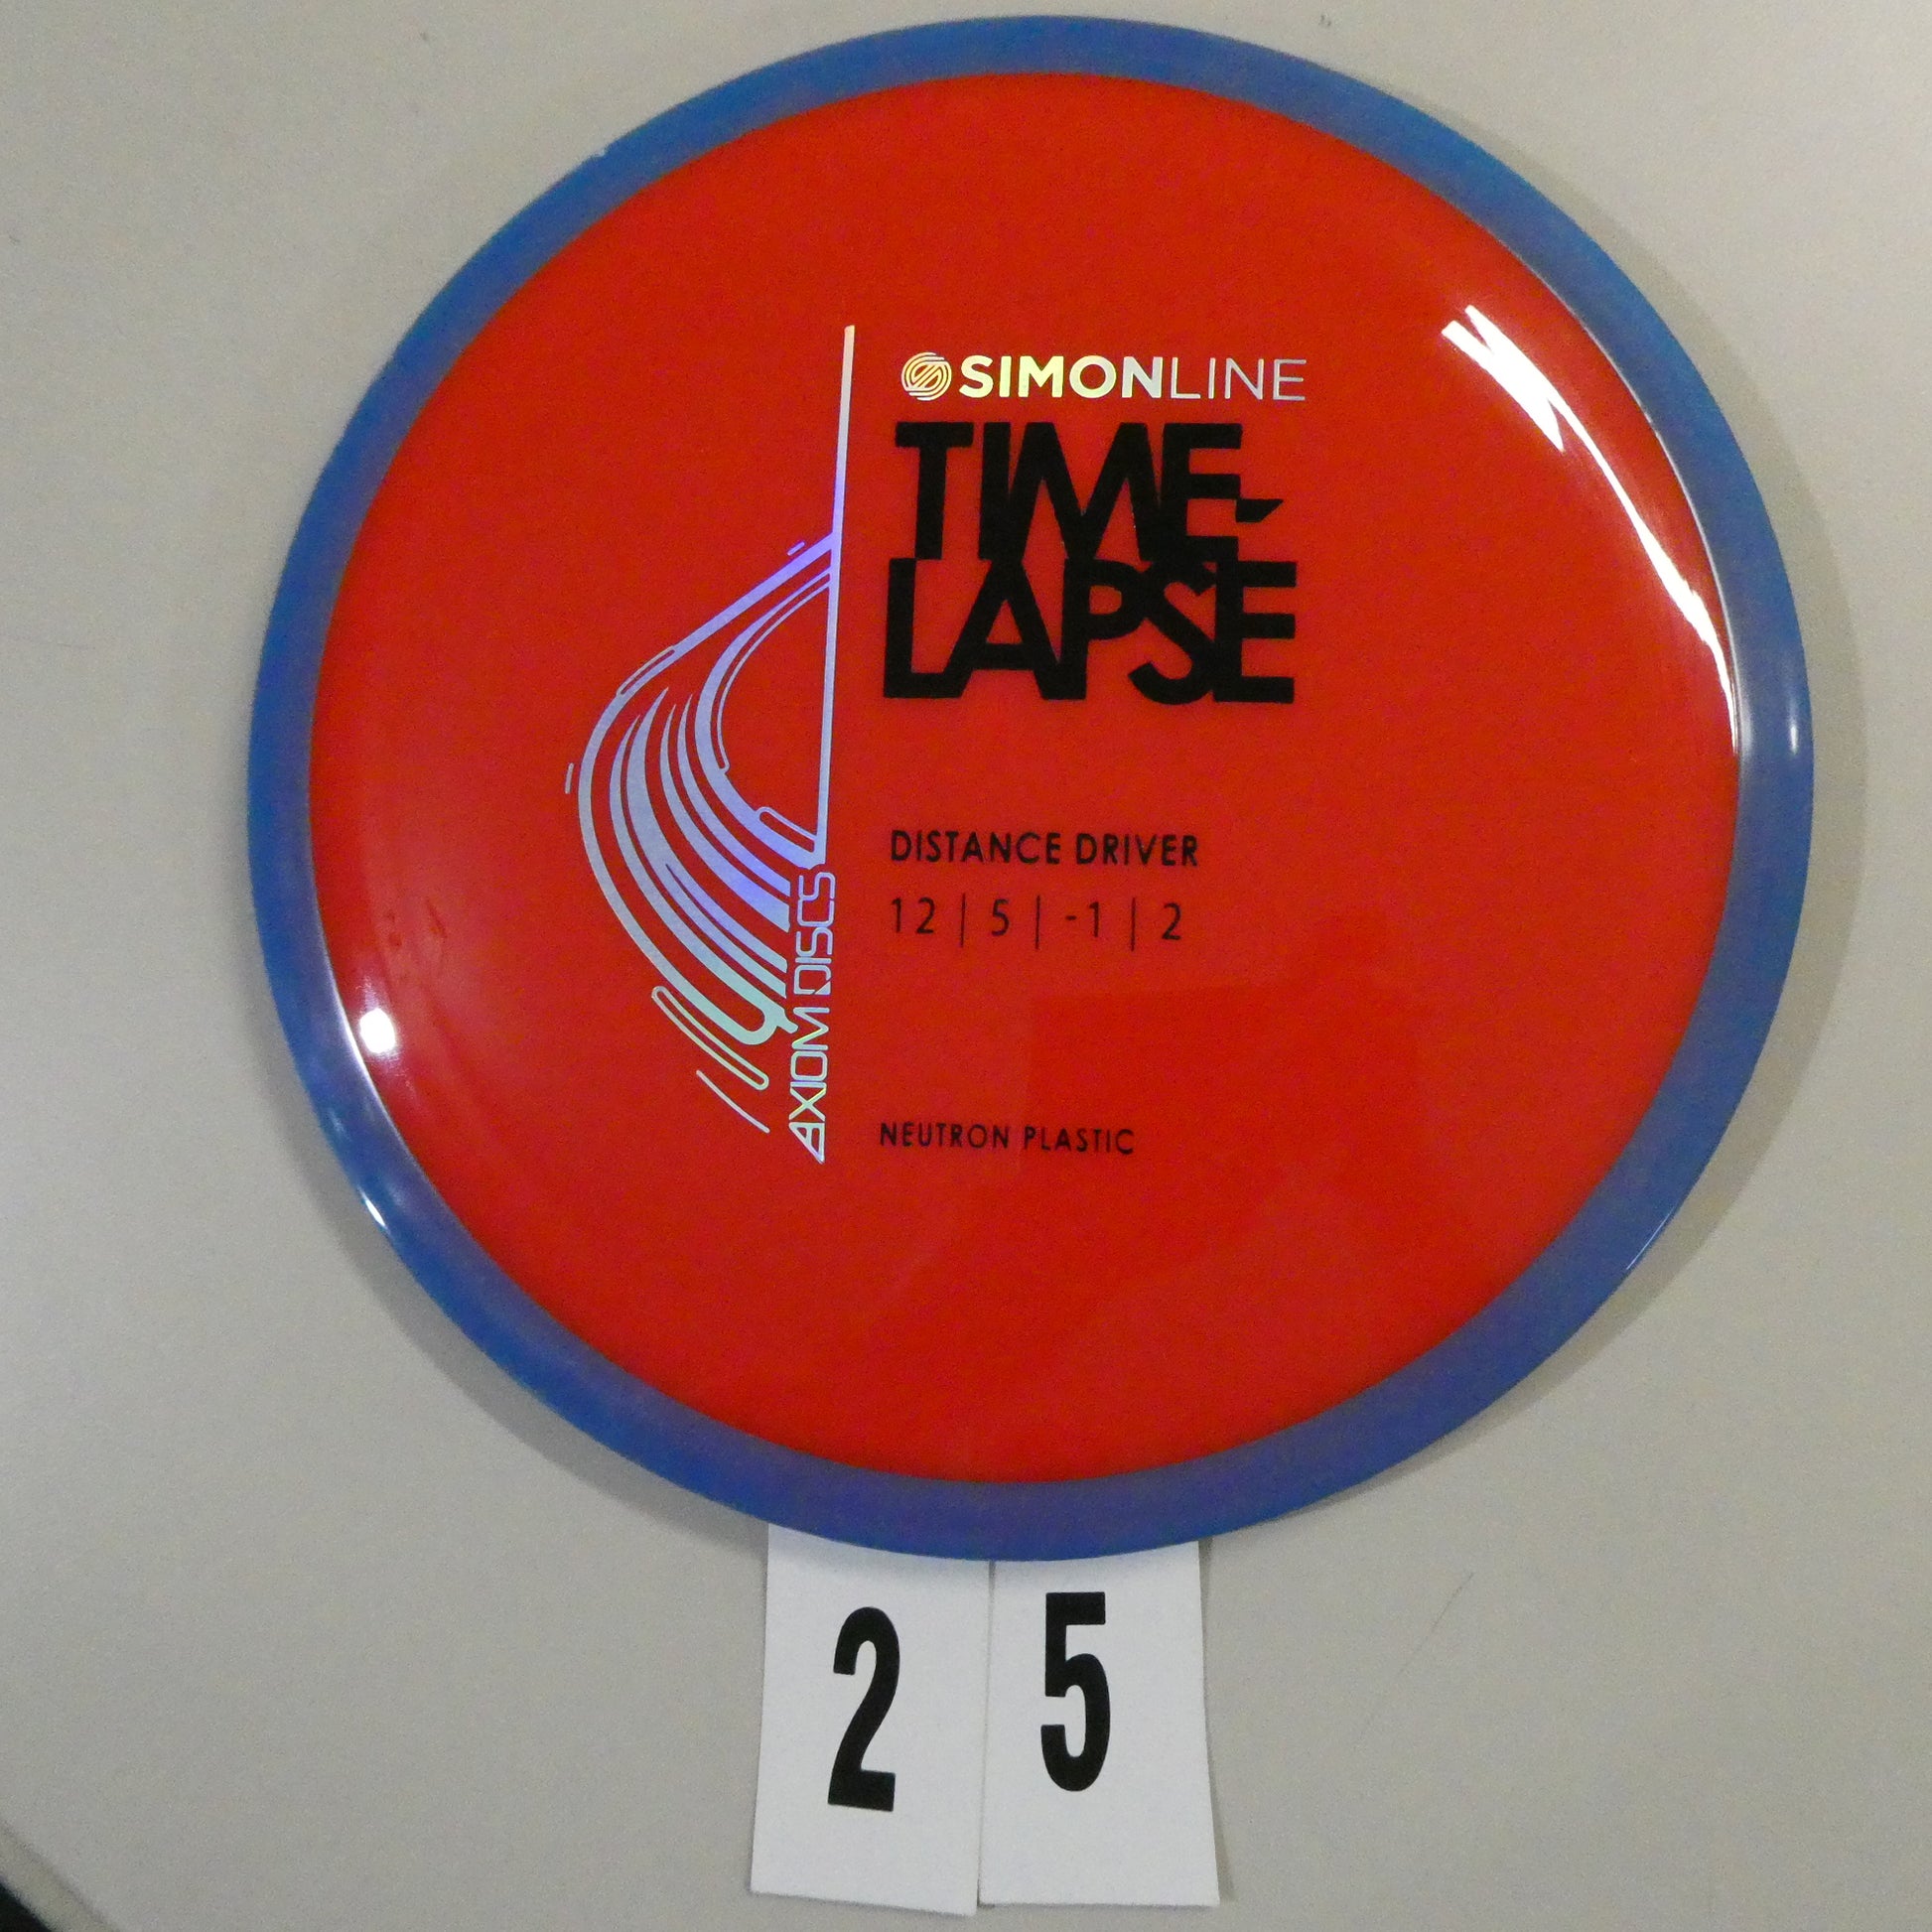 SIMONLINE
TIME-
LAPSE
DISTANCE DRIVER
12 | 5 | -1 | 2
AXIOM DISCS
NEUTRON PLASTIC
2 5